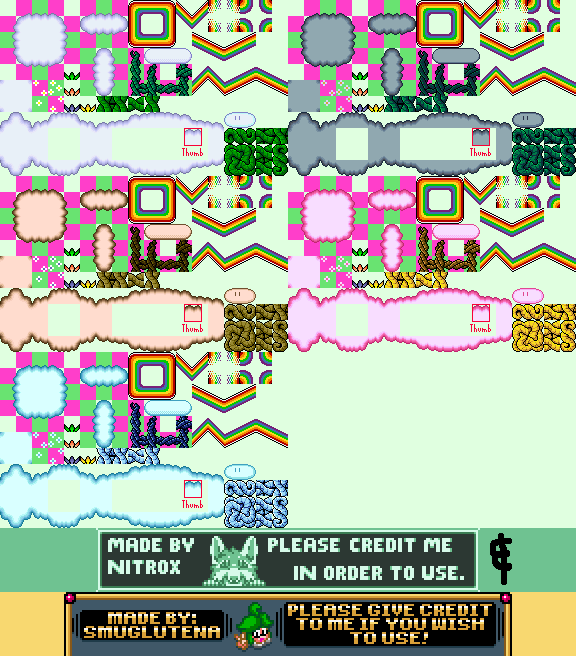 Thumb
Thumb
Thumb
Thumb
Thumb
MADE BY
NITROX
PLEASE CREDIT ME
IN ORDER TO USE.
MADE BY:
SMUGLUTENA
PLEASE GIVE CREDIT
TO ME IF YOU WISH
TO USE!